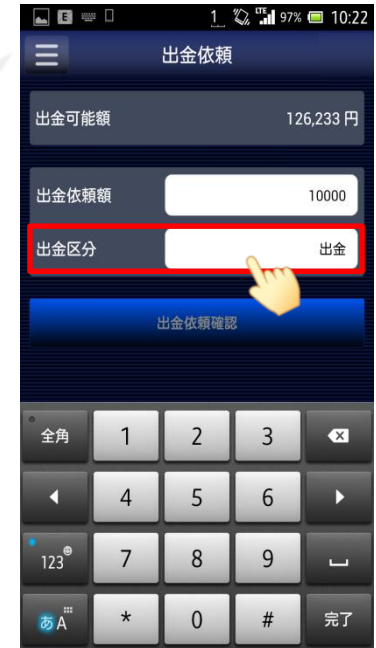 1 LTE 97% 10:22
出金依頼
出金可能額 126,233 円
出金依頼額 10000
出金区分 出金
出金依頼確認
全角 1 2 3
4 5 6
123 7 8 9
あA * 0 # 完了